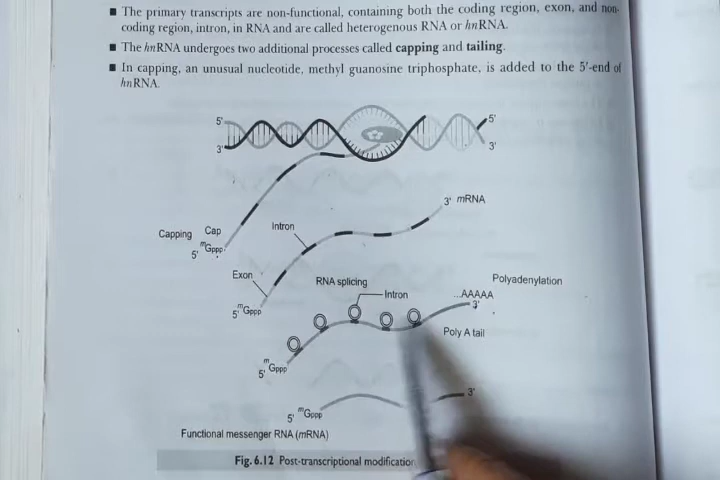 ■ The primary transcripts are non-functional, containing both the coding region, exon, and non-
coding region, intron, in RNA and are called heterogenous RNA or hnRNA.
■ The hnRNA undergoes two additional processes called capping and tailing.
■ In capping, an unusual nucleotide, methyl guanosine triphosphate, is added to the 5'-end of
hnRNA.
5' 5'
3' 3'
3' mRNA
Capping Cap Intron
5' mGppp
Exon
RNA splicing Polyadenylation
Intron ...AAAAA
3'
5' mGppp
Poly A tail
5' mGppp
3'
5' mGppp
Functional messenger RNA (mRNA)
Fig. 6.12 Post-transcriptional modification